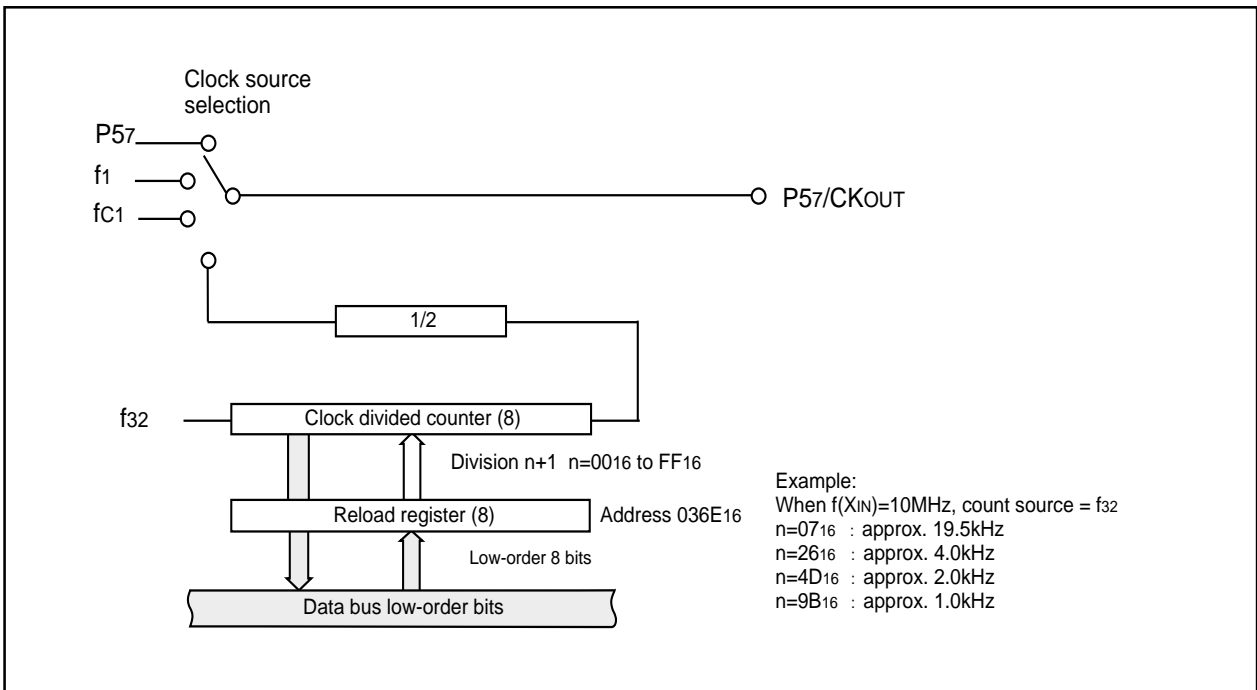 Clock source
selection
P57
f1
fC1
P57/CKOUT
1/2
f32
Clock divided counter (8)
Division n+1 n=0016 to FF16
Reload register (8)
Address 036E16
Low-order 8 bits
Data bus low-order bits
Example:
When f(XIN)=10MHz, count source = f32
n=0716 : approx. 19.5kHz
n=2616 : approx. 4.0kHz
n=4D16 : approx. 2.0kHz
n=9B16 : approx. 1.0kHz